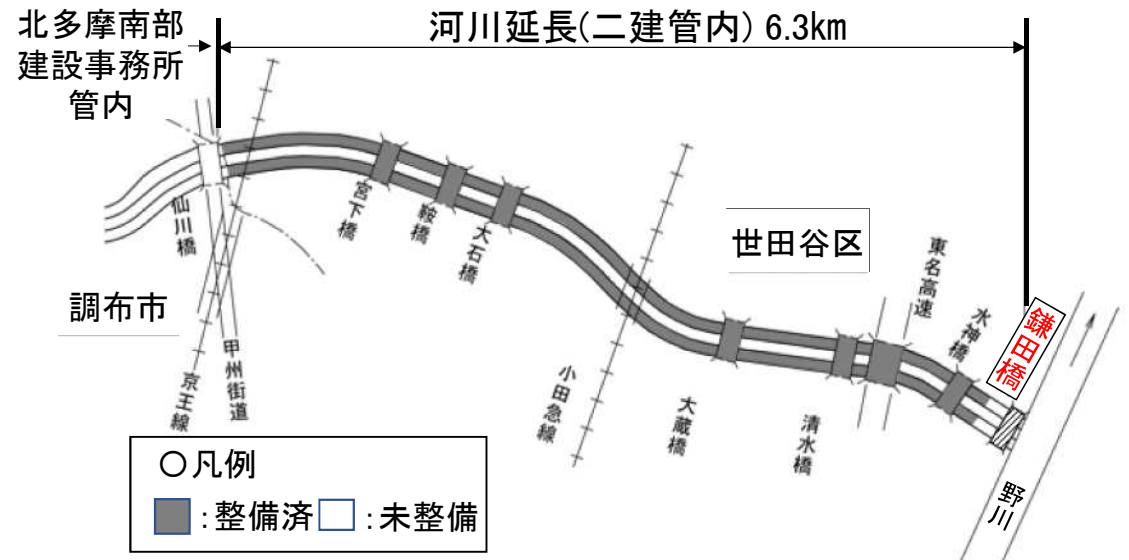 北多摩南部
建設事務所
管内
河川延長(二建管内) 6.3km
仙川橋
宮下橋
鞍橋
大石橋
世田谷区
東名高速
水神橋
鎌田橋
調布市
京王線
甲州街道
小田急線
大蔵橋
清水橋
野川
〇凡例
:整備済
:未整備